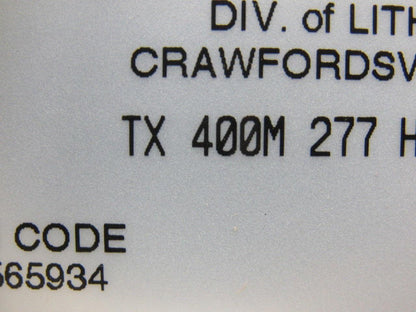 DIV. of LITH
CRAWFORDSV
TX 400M 277 H
CODE
565934